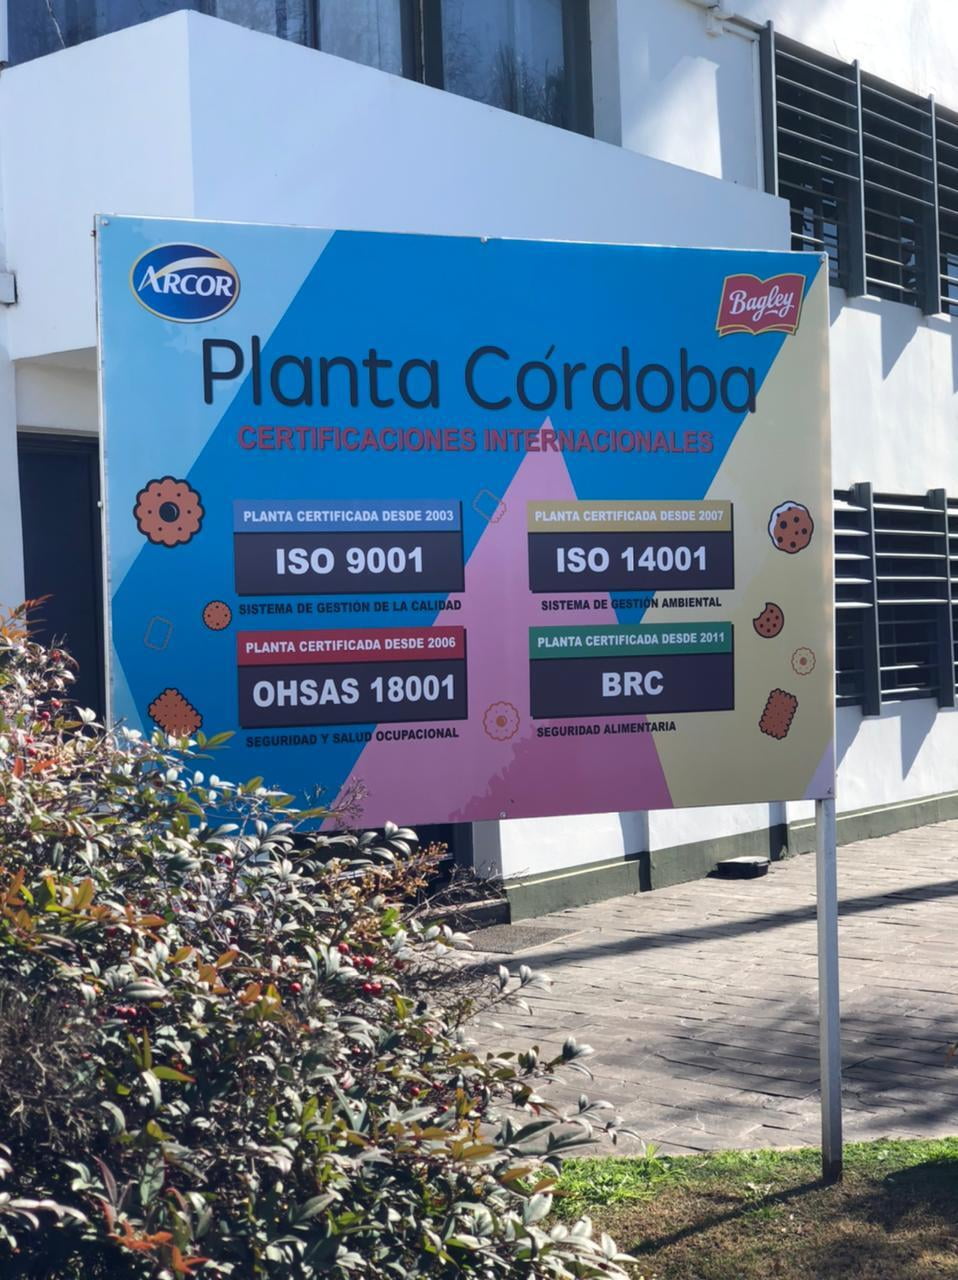 ARCOR
Bagley
Planta Córdoba
CERTIFICACIONES INTERNACIONALES
PLANTA CERTIFICADA DESDE 2003
ISO 9001
SISTEMA DE GESTIÓN DE LA CALIDAD
PLANTA CERTIFICADA DESDE 2007
ISO 14001
SISTEMA DE GESTIÓN AMBIENTAL
PLANTA CERTIFICADA DESDE 2006
OHSAS 18001
SEGURIDAD Y SALUD OCUPACIONAL
PLANTA CERTIFICADA DESDE 2011
BRC
SEGURIDAD ALIMENTARIA